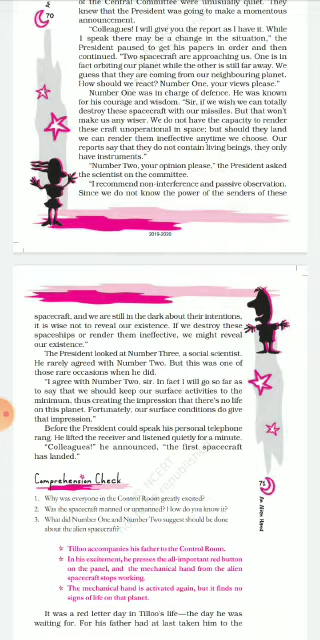 of the Central Committee were unusually quiet. They
knew that the President was going to make a momentous
announcement.
"Colleagues! I will give you the report as I have it. While
I speak there may be a change in the situation," the
President paused to get his papers in order and then
continued. "Two spacecraft are approaching us. One is in
fact orbiting our planet while the other is still far away. We
guess that they are coming from our neighbouring planet.
How should we react? Number One, your views please."
Number One was in charge of defence. He was known
for his courage and wisdom. "Sir, if we wish we can totally
destroy these spacecraft with our missiles. But that won't
make us any wiser. We do not have the capacity to render
these craft unoperational in space; but should they land
we can render them ineffective anytime we choose. Our
reports say that they do not contain living beings, they only
have instruments."
"Number Two, your opinion please," the President asked
the scientist on the committee.
"I recommend non-interference and passive observation.
Since we do not know the power of the senders of these
70
2019-2020
spacecraft, and we are still in the dark about their intentions,
it is wise not to reveal our existence. If we destroy these
spaceships or render them ineffective, we might reveal
our existence."
The President looked at Number Three, a social scientist.
He rarely agreed with Number Two. But this was one of
those rare occasions when he did.
"I agree with Number Two, sir. In fact I will go so far as
to say that we should keep our surface activities to the
minimum, thus creating the impression that there's no life
on this planet. Fortunately, our surface conditions do give
that impression."
Before the President could speak his personal telephone
rang. He lifted the receiver and listened quietly for a minute.
"Colleagues!" he announced, "the first spacecraft
has landed."
Comprehension Check
1. Why was everyone in the Control Room greatly excited?
2. Was the spacecraft manned or unmanned? How do you know it?
3. What did Number One and Number Two suggest should be done
about the alien spacecraft?
71
An Alien Hand
* Tilloo accompanies his father to the Control Room.
* In his excitement, he presses the all-important red button
on the panel, and the mechanical hand from the alien
spacecraft stops working.
* The mechanical hand is activated again, but it finds no
signs of life on that planet.
It was a red letter day in Tilloo's life—the day he was
waiting for. For his father had at last taken him to the